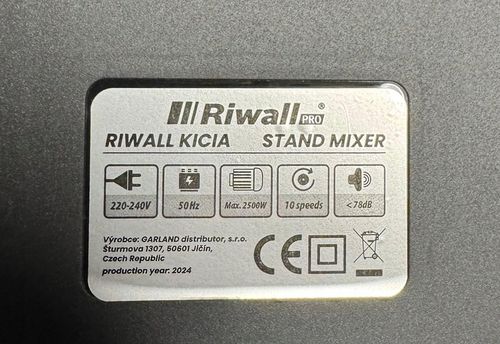 Riwall PRO ®
RIWALL KICIA STAND MIXER
220-240V 50Hz Max. 2500W 10 speeds <78dB
Výrobce: GARLAND distributor, s.r.o.
Šturmova 1307, 50601 Jičín,
Czech Republic
production year: 2024
CE